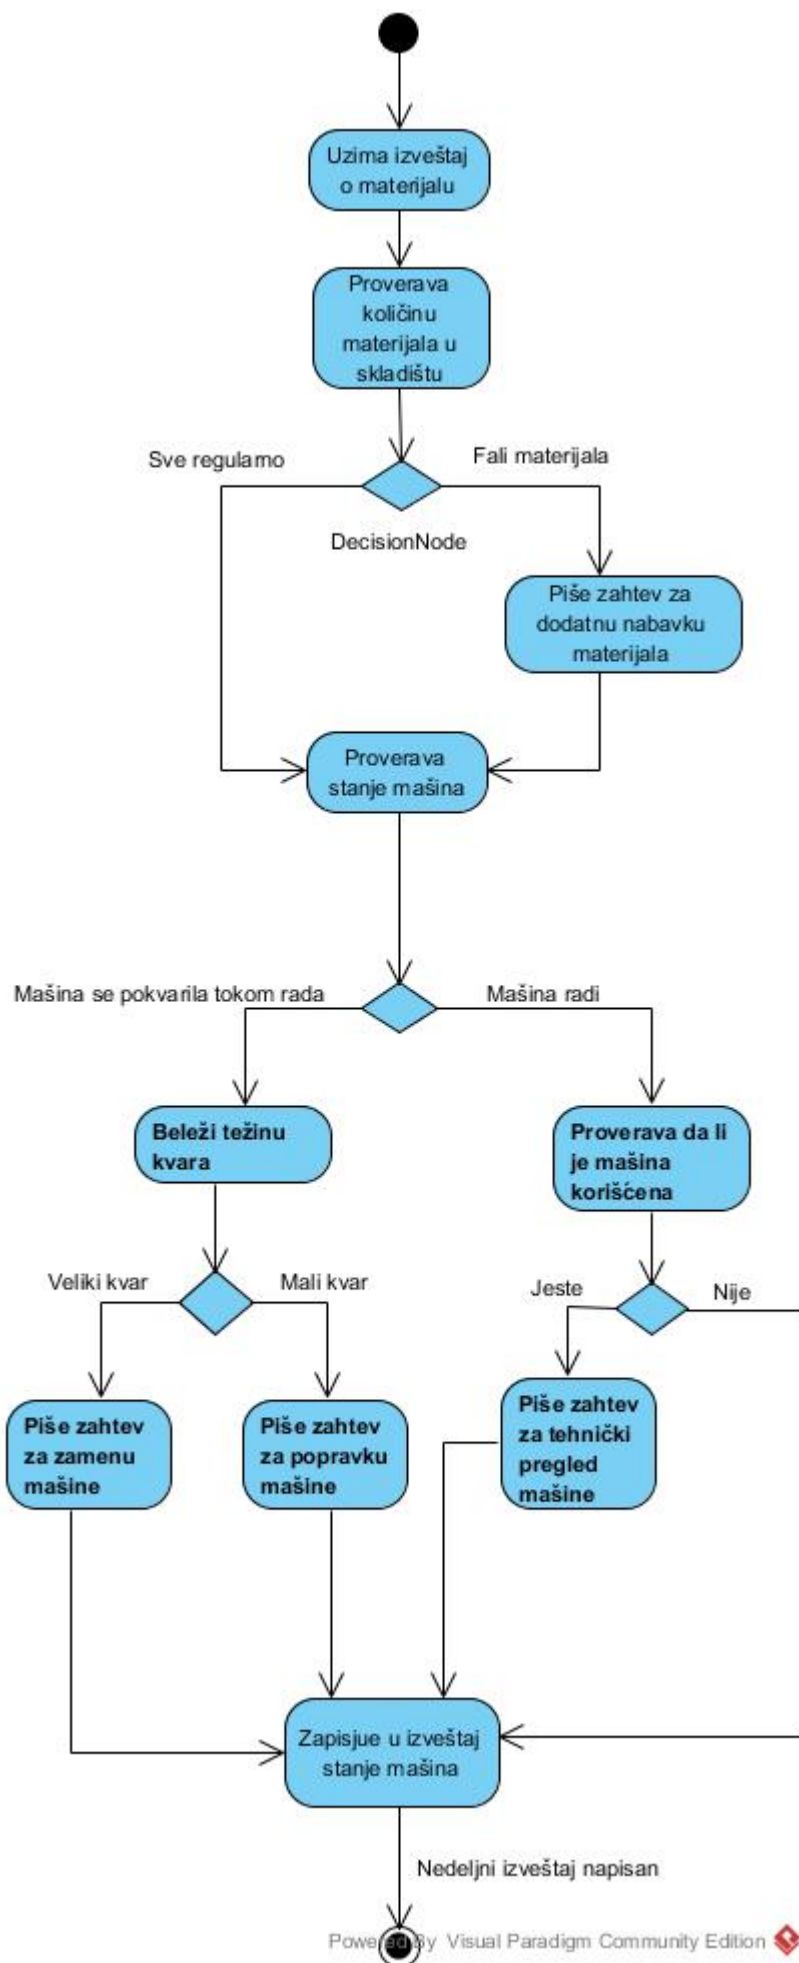 Uzima izveštaj
o materijalu
Proverava
količinu
materijala u
skladištu
Sve regularno
Fali materijala
DecisionNode
Piše zahtev za
dodatnu nabavku
materijala
Proverava
stanje mašina
Mašina se pokvarila tokom rada
Mašina radi
Beleži težinu
kvara
Proverava da li
je mašina
korišćena
Veliki kvar
Mali kvar
Jeste
Nije
Piše zahtev
za zamenu
mašine
Piše zahtev
za popravku
mašine
Piše zahtev
za tehnički
pregled
mašine
Zapisjue u izveštaj
stanje mašina
Nedeljni izveštaj napisan
Powered By Visual Paradigm Community Edition